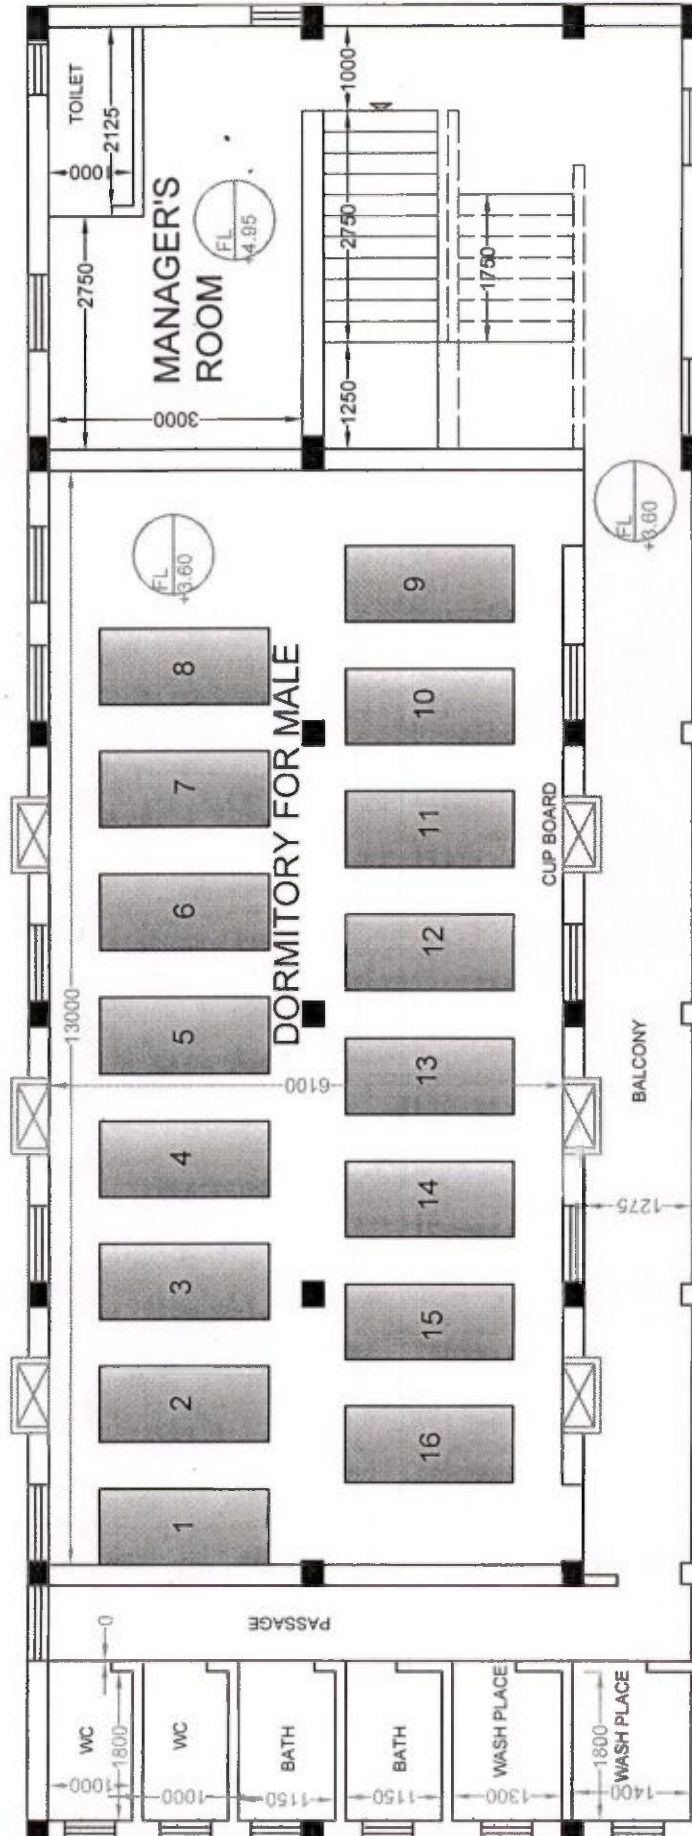 TOILET
000
2125
2750
MANAGER'S
ROOM
FL
+4.95
3000
1000
2750
1750
1250
FL
+3.60
FL
+3.60
DORMITORY FOR MALE
13000
6100
1
2
3
4
5
6
7
8
9
10
11
12
13
14
15
16
CUP BOARD
BALCONY
1275
PASSAGE
0
WC
1800
1000
WC
1000
BATH
1150
BATH
1150
WASH PLACE
1300
WASH PLACE
1800
1400